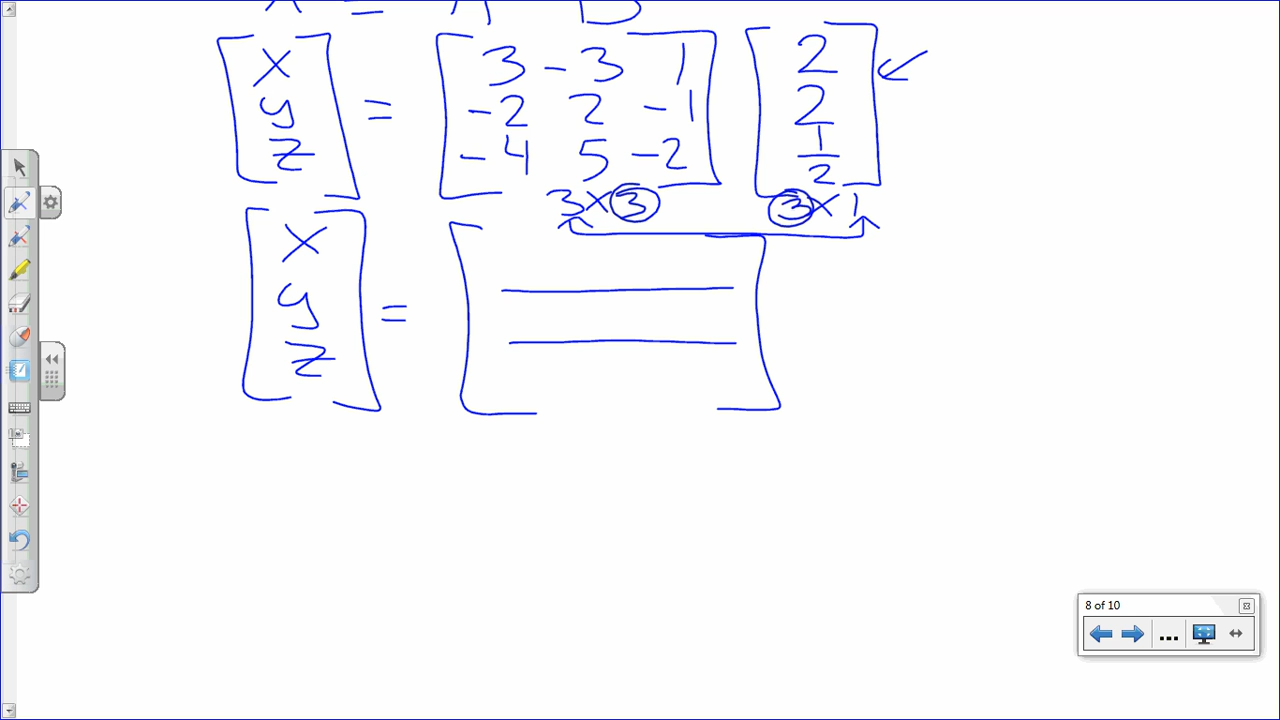 [x y z] = [3 -3 1
-2 2 -1
-4 5 -2] [2
2
1/2]
3×3 3×1
[x
y
z] = [ ]
8 of 10
...